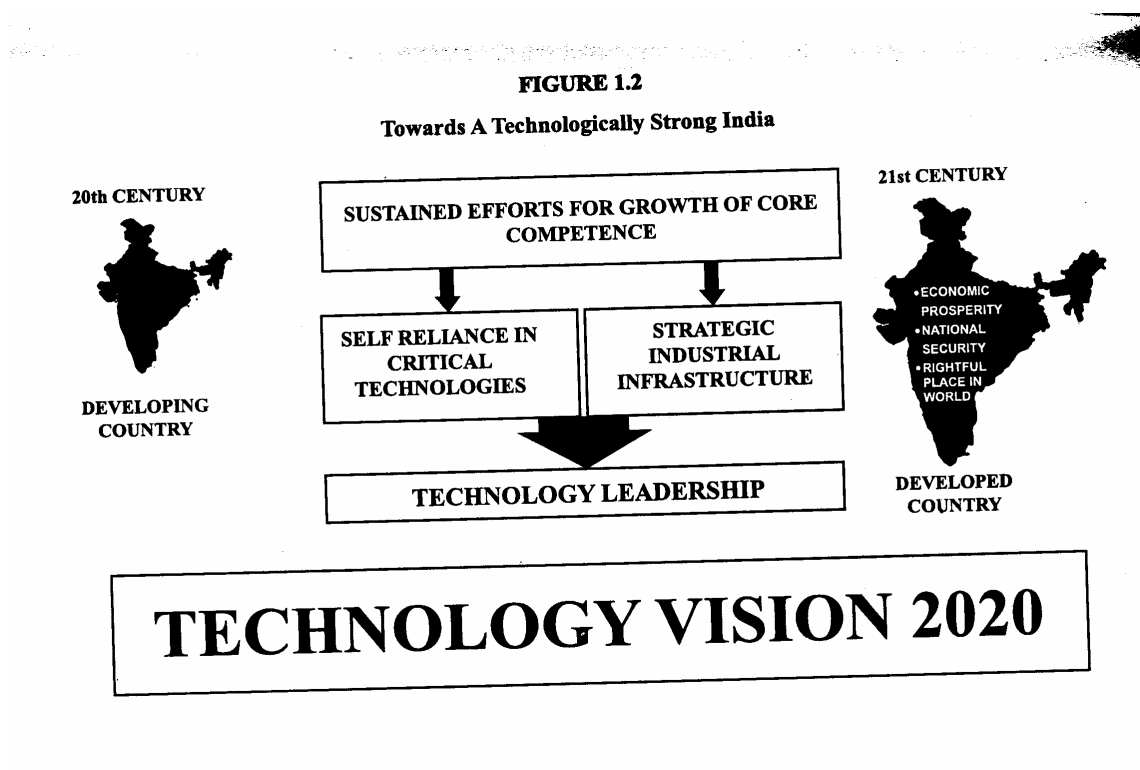 FIGURE 1.2
Towards A Technologically Strong India
20th CENTURY
DEVELOPING
COUNTRY
SUSTAINED EFFORTS FOR GROWTH OF CORE
COMPETENCE
SELF RELIANCE IN
CRITICAL
TECHNOLOGIES
STRATEGIC
INDUSTRIAL
INFRASTRUCTURE
TECHNOLOGY LEADERSHIP
21st CENTURY
• ECONOMIC
PROSPERITY
• NATIONAL
SECURITY
• RIGHTFUL
PLACE IN
WORLD
DEVELOPED
COUNTRY
TECHNOLOGY VISION 2020